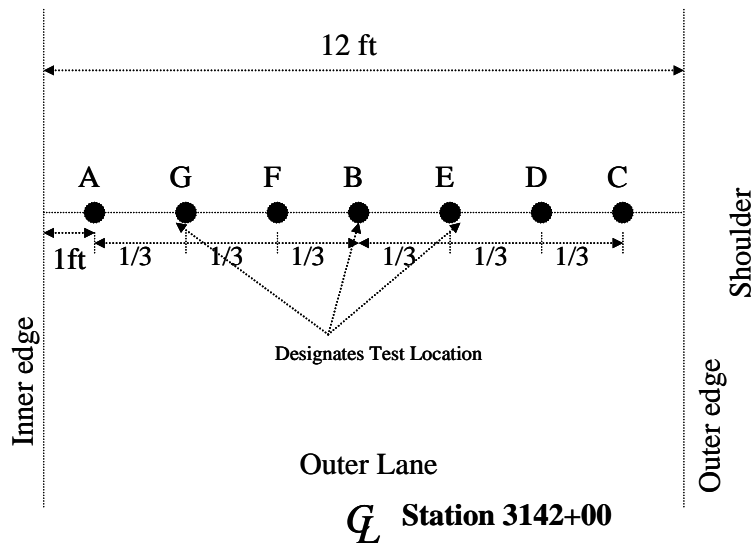 12 ft
A G F B E D C
1ft 1/3 1/3 1/3 1/3 1/3 1/3
Designates Test Location
Inner edge
Shoulder
Outer edge
Outer Lane
CL Station 3142+00